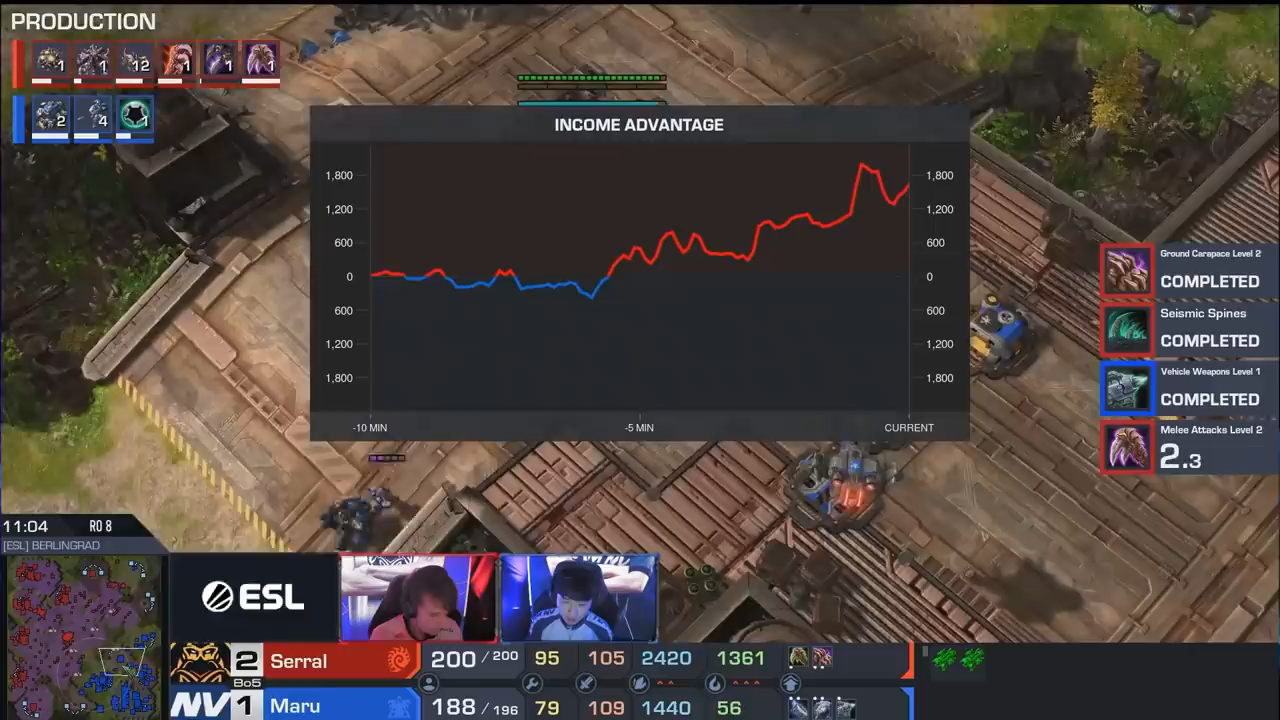 PRODUCTION
1 1 12 1 1 1
2 4 1
INCOME ADVANTAGE
1,800 1,800
1,200 1,200
600 600
0 0
600 600
1,200 1,200
1,800 1,800
-10 MIN -5 MIN CURRENT
Ground Carapace Level 2
COMPLETED
Seismic Spines
COMPLETED
Vehicle Weapons Level 1
COMPLETED
Melee Attacks Level 2
2.3
11:04 RO 8
[ESL] BERLINGRAD
ESL
2 Serral 200 / 200 95 105 2420 1361
Bo5
NV 1 Maru 188 / 196 79 109 1440 56